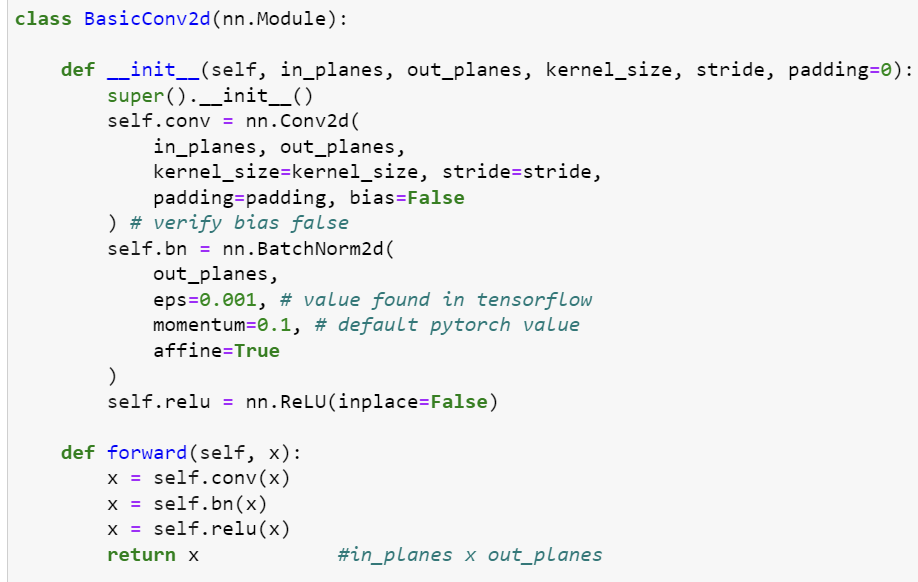 class BasicConv2d(nn.Module):
    def __init__(self, in_planes, out_planes, kernel_size, stride, padding=0):
        super().__init__()
        self.conv = nn.Conv2d(
            in_planes, out_planes,
            kernel_size=kernel_size, stride=stride,
            padding=padding, bias=False
        ) # verify bias false
        self.bn = nn.BatchNorm2d(
            out_planes,
            eps=0.001, # value found in tensorflow
            momentum=0.1, # default pytorch value
            affine=True
        )
        self.relu = nn.ReLU(inplace=False)
    def forward(self, x):
        x = self.conv(x)
        x = self.bn(x)
        x = self.relu(x)
        return x            #in_planes x out_planes